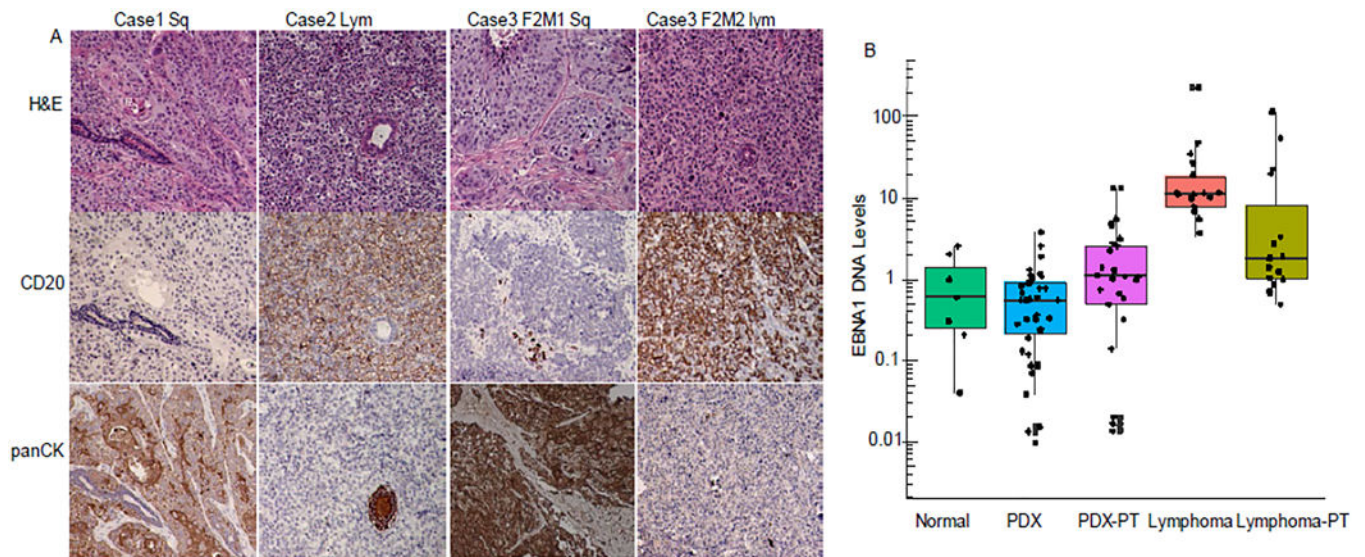 Case1 Sq Case2 Lym Case3 F2M1 Sq Case3 F2M2 lym
A
H&E
CD20
panCK
B
EBNA1 DNA Levels
100
10
1
0.1
0.01
Normal PDX PDX-PT Lymphoma Lymphoma-PT